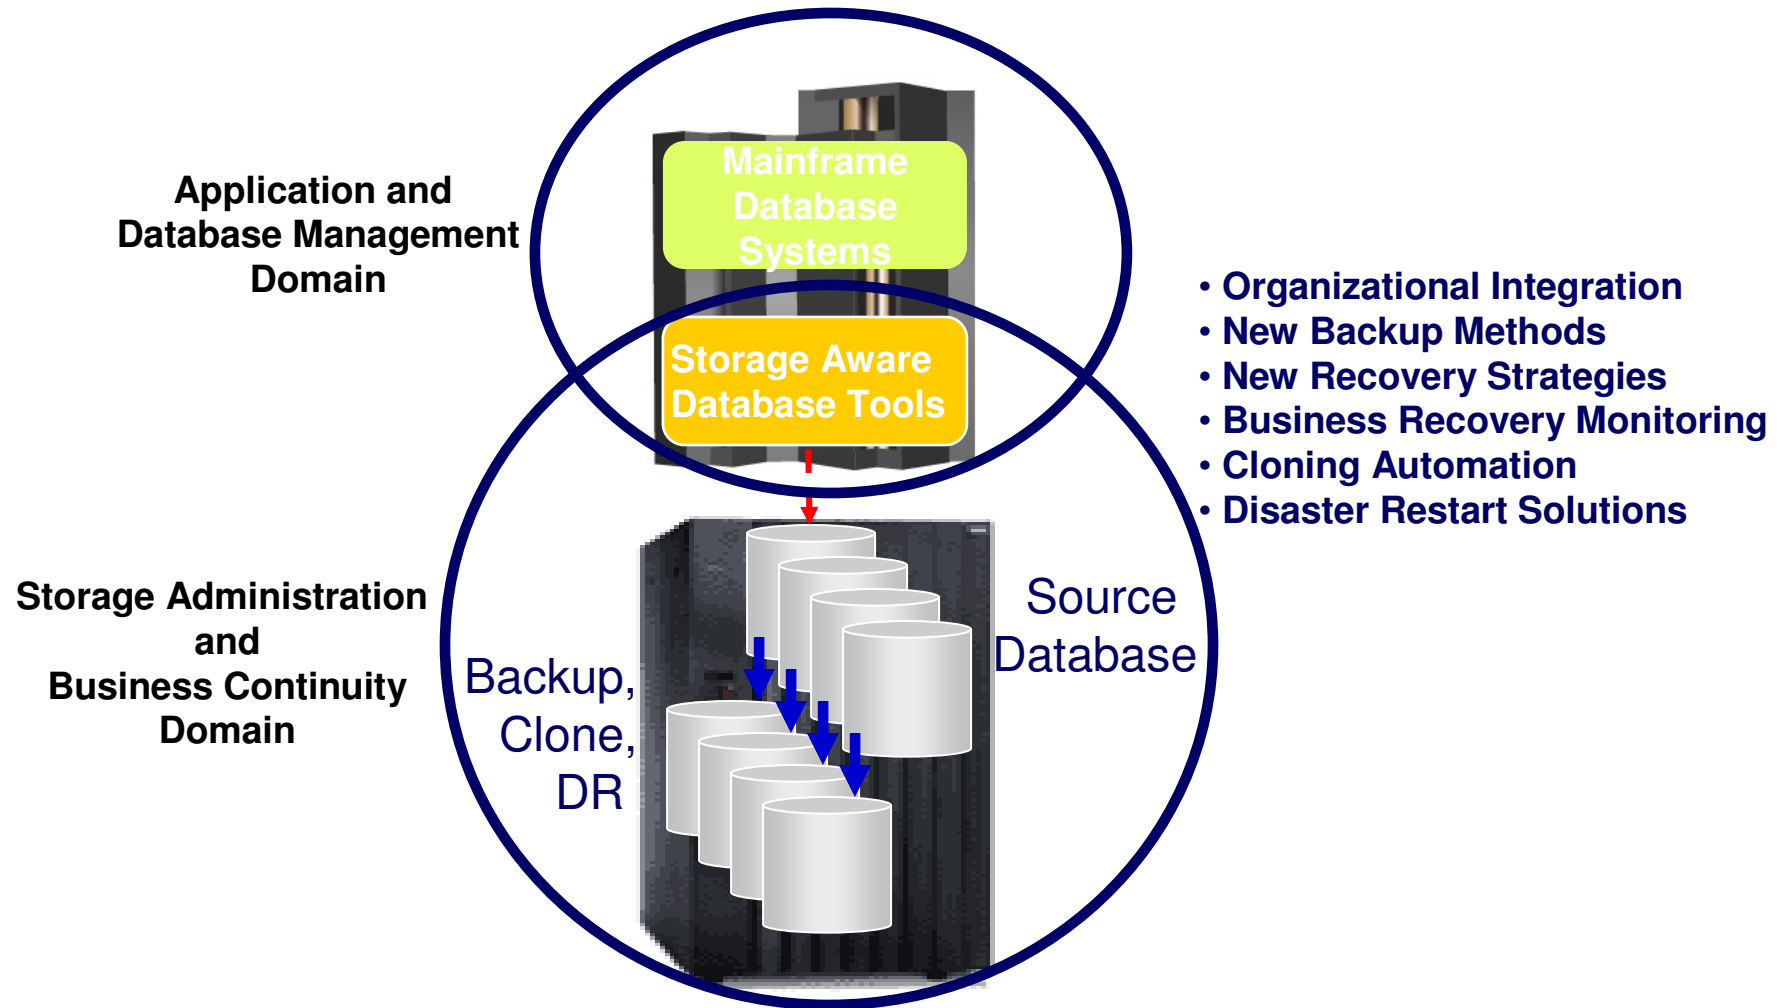 Mainframe
Database
Systems
Application and
Database Management
Domain
Storage Aware
Database Tools
• Organizational Integration
• New Backup Methods
• New Recovery Strategies
• Business Recovery Monitoring
• Cloning Automation
• Disaster Restart Solutions
Storage Administration
and
Business Continuity
Domain
Source
Database
Backup,
Clone,
DR